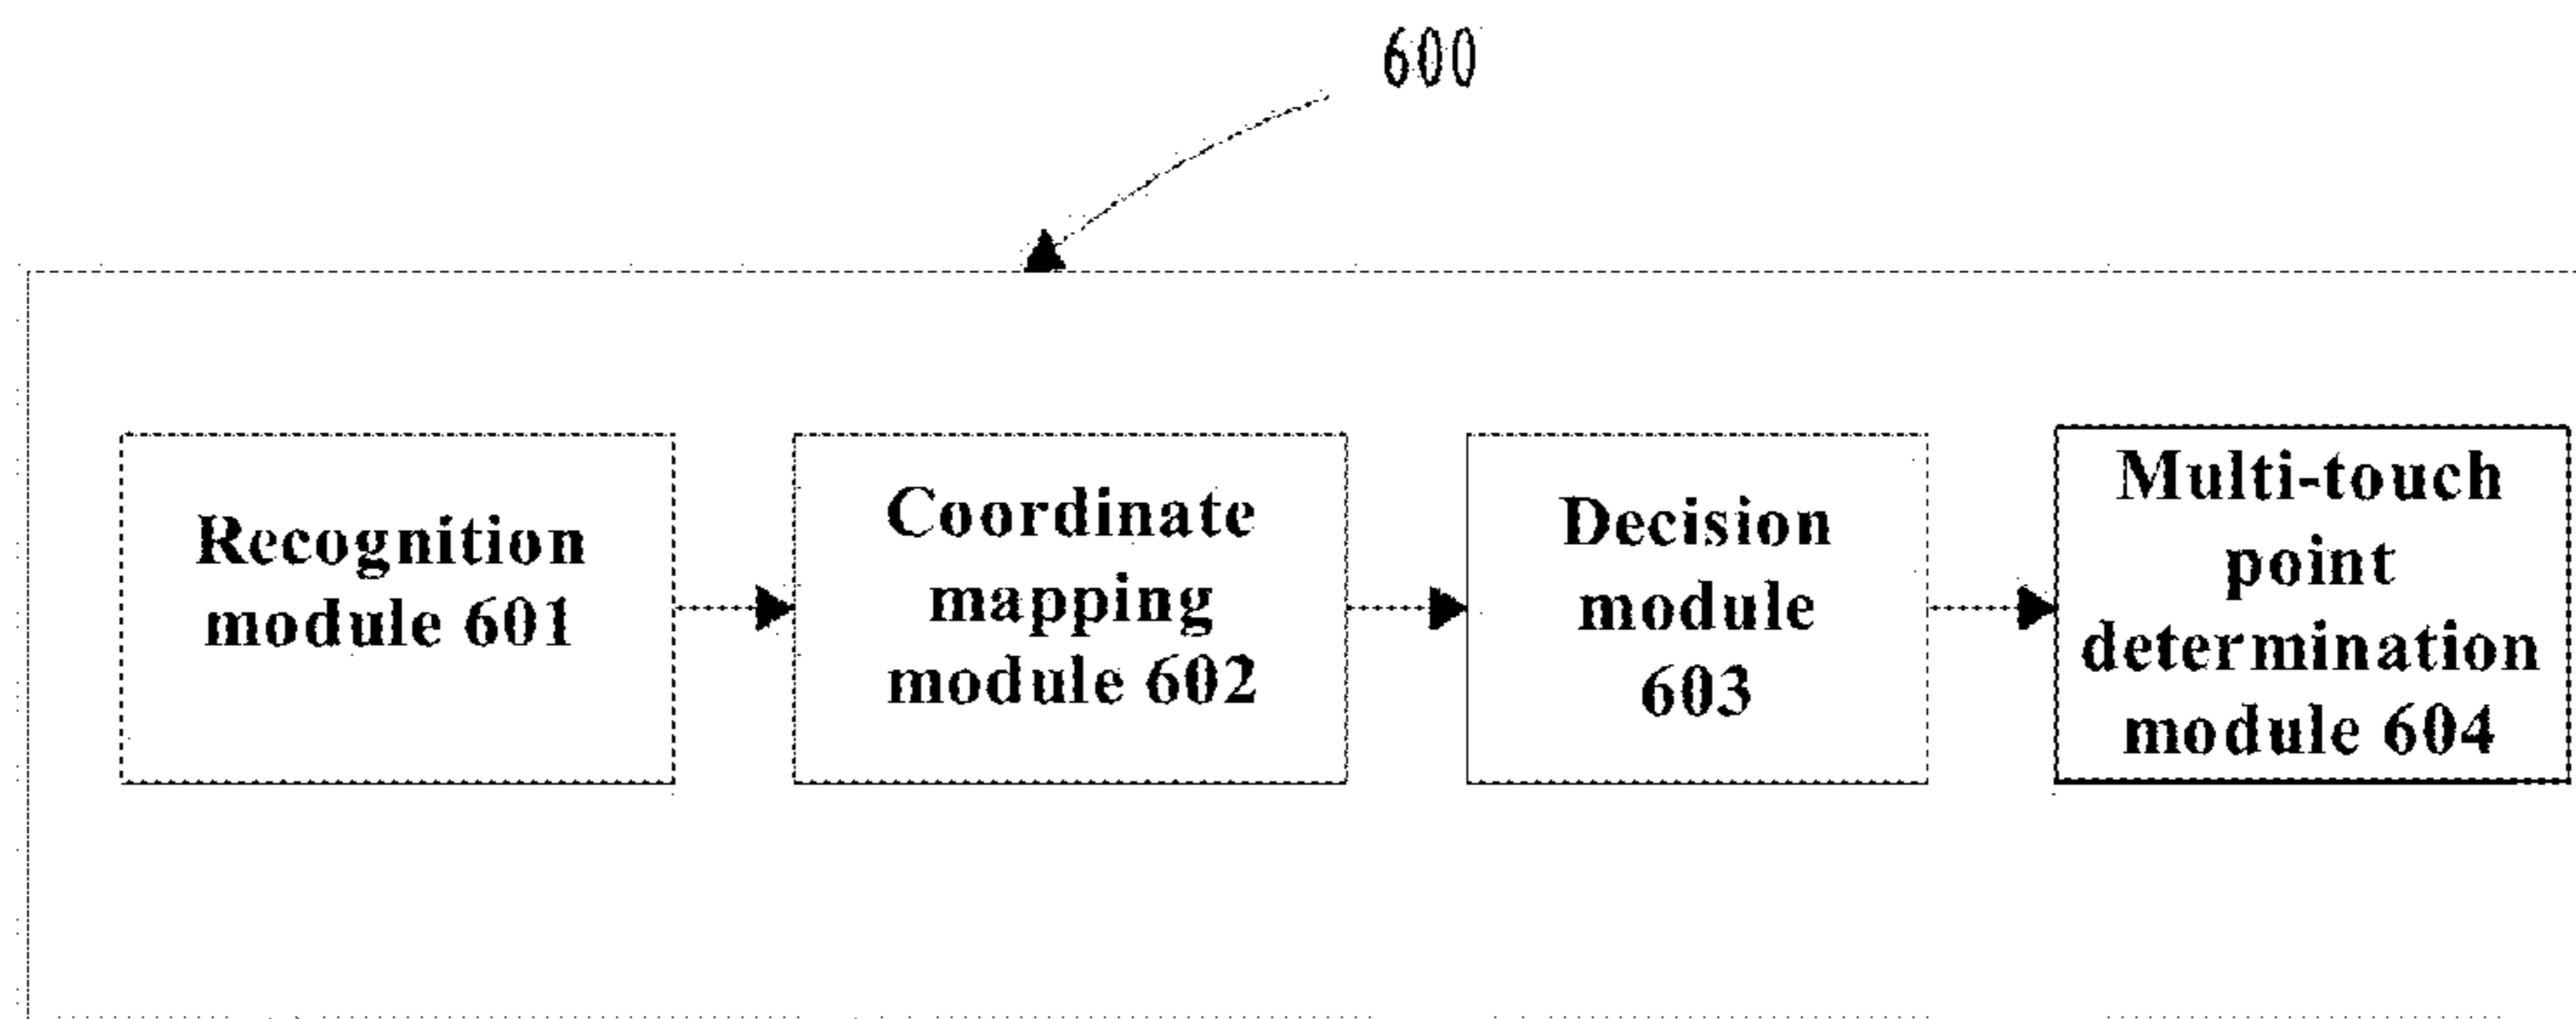 600
Recognition
module 601
Coordinate
mapping
module 602
Decision
module
603
Multi-touch
point
determination
module 604